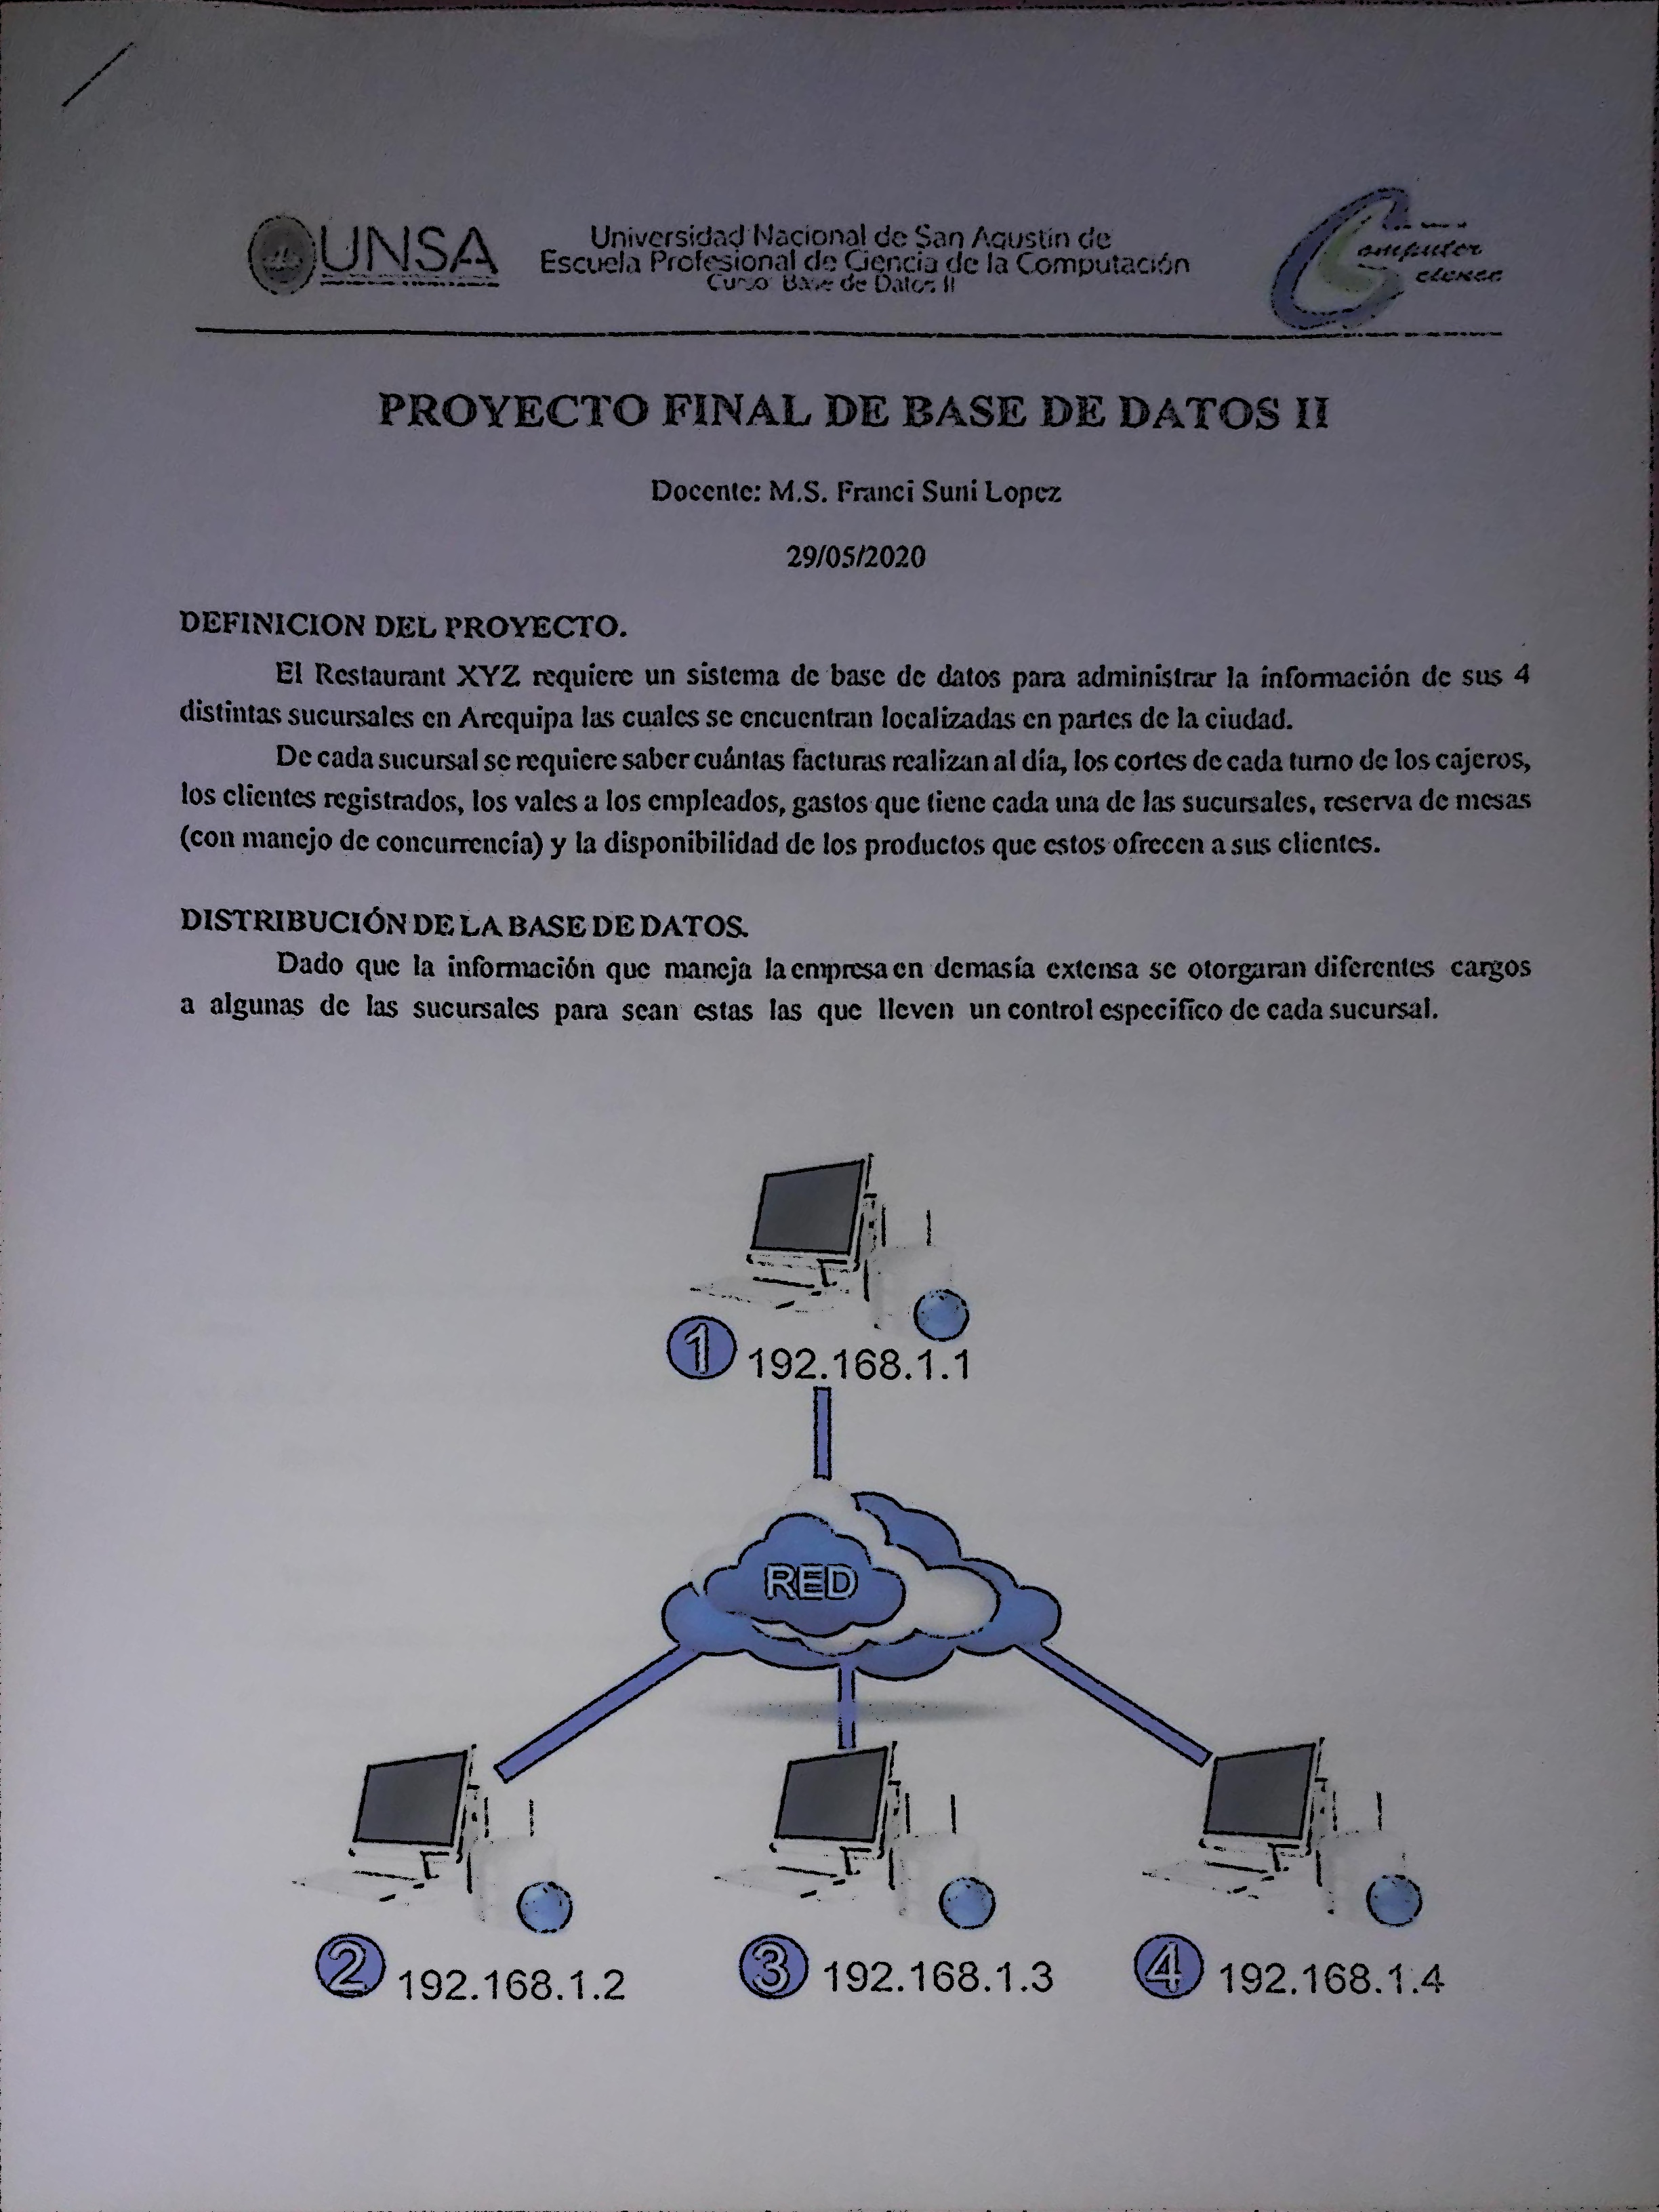 UNSA
Universidad Nacional de San Agustin de
Escuela Profesional de Ciencia de la Computación
Curso: Base de Datos II
omputer
cience
PROYECTO FINAL DE BASE DE DATOS II
Docente: M.S. Franci Suni Lopez
29/05/2020
DEFINICION DEL PROYECTO.
El Restaurant XYZ requiere un sistema de base de datos para administrar la información de sus 4
distintas sucursales en Arequipa las cuales se encuentran localizadas en partes de la ciudad.
De cada sucursal se requiere saber cuántas facturas realizan al día, los cortes de cada turno de los cajeros,
los clientes registrados, los vales a los empleados, gastos que tiene cada una de las sucursales, reserva de mesas
(con manejo de concurrencia) y la disponibilidad de los productos que estos ofrecen a sus clientes.
DISTRIBUCIÓN DE LA BASE DE DATOS.
Dado que la información que maneja la empresa en demasía extensa se otorgaran diferentes cargos
a algunas de las sucursales para sean estas las que lleven un control especifico de cada sucursal.
1 192.168.1.1
RED
2 192.168.1.2
3 192.168.1.3
4 192.168.1.4